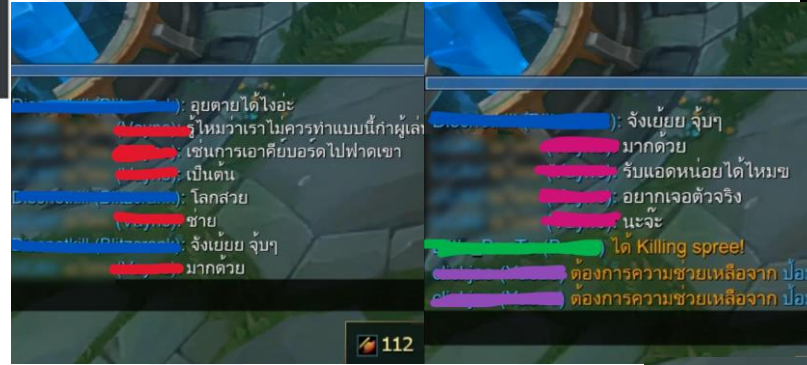 : อุยตายได้ไงอ่ะ
: รู้ไหมว่าเราไม่ควรทำแบบนี้กำผู้เล่
: เช่นการเอาคีย์บอร์ดไปฟาดเขา
: เป็นต้น
: โลกสวย
: ช่าย
: จังเย้ยย จุ้บๆ
: มากด้วย
112
): จังเย้ยย จุ้บๆ
: มากด้วย
: รับแอดหน่อยได้ไหมข
: อยากเจอตัวจริง
: นะจ๊ะ
) ได้ Killing spree!
) ต้องการความช่วยเหลือจาก ป้อ
) ต้องการความช่วยเหลือจาก ป้อ